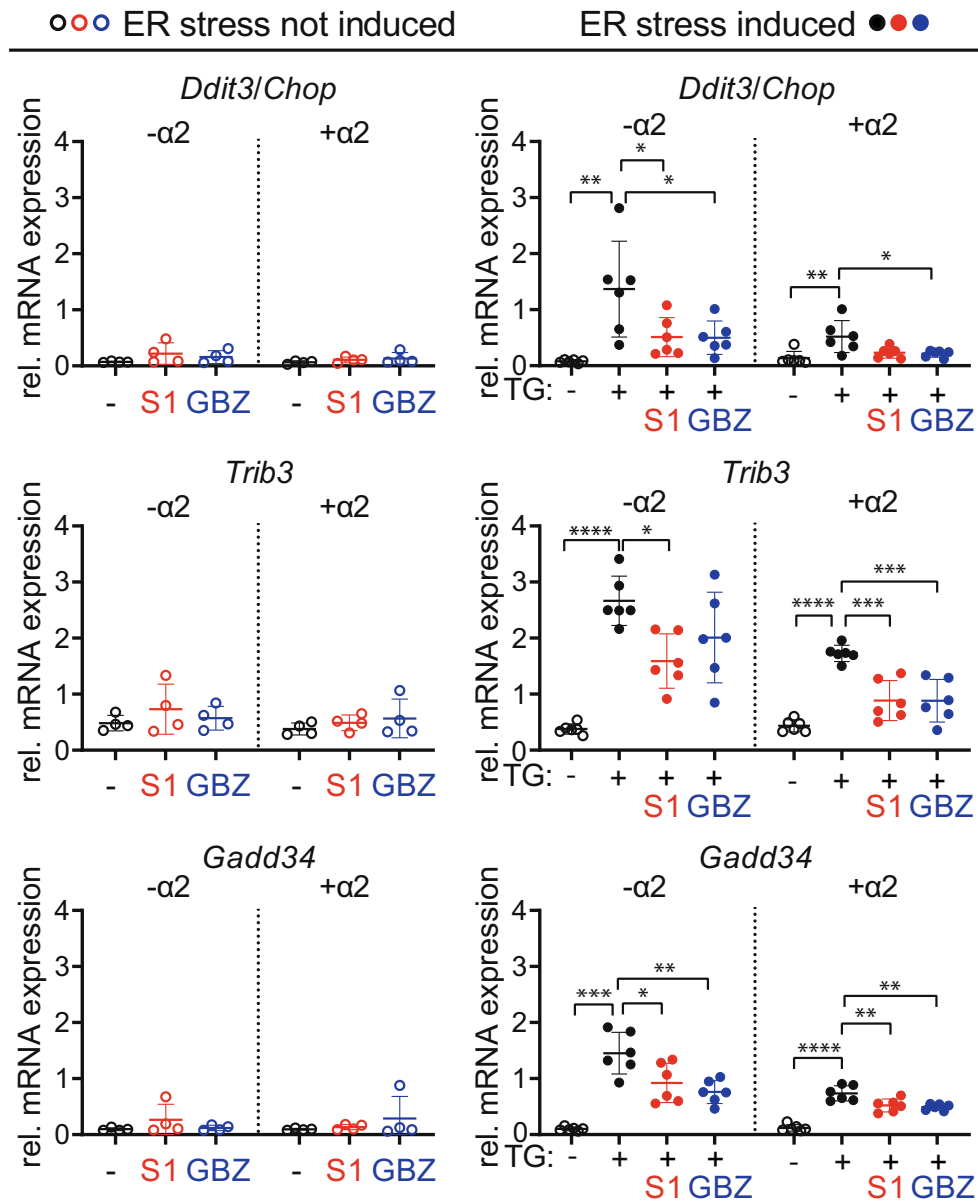 ER stress not induced
ER stress induced
Ddit3/Chop
Ddit3/Chop
-α2
+α2
-α2
+α2
rel. mRNA expression
4
3
2
1
0
- S1 GBZ - S1 GBZ
rel. mRNA expression
4
3
2
1
0
** * * ** *
TG: - + + + - + + +
S1 GBZ S1 GBZ
Trib3
Trib3
-α2
+α2
-α2
+α2
rel. mRNA expression
4
3
2
1
0
- S1 GBZ - S1 GBZ
rel. mRNA expression
4
3
2
1
0
**** * **** *** ***
TG: - + + + - + + +
S1 GBZ S1 GBZ
Gadd34
Gadd34
-α2
+α2
-α2
+α2
rel. mRNA expression
4
3
2
1
0
- S1 GBZ - S1 GBZ
rel. mRNA expression
4
3
2
1
0
*** * ** **** ** **
TG: - + + + - + + +
S1 GBZ S1 GBZ